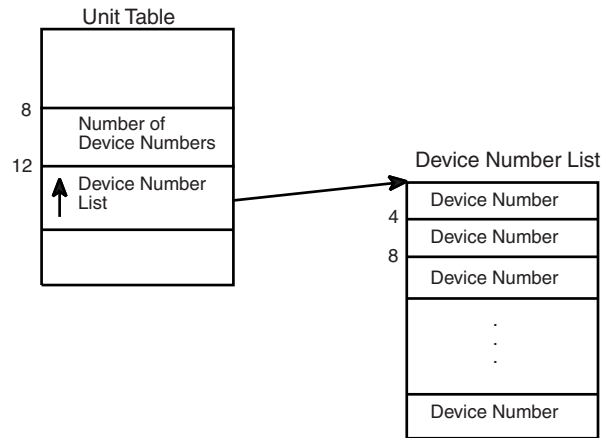 Unit Table
8
Number of
Device Numbers
12
Device Number
List
Device Number List
Device Number
4
Device Number
8
Device Number
.
.
.
Device Number